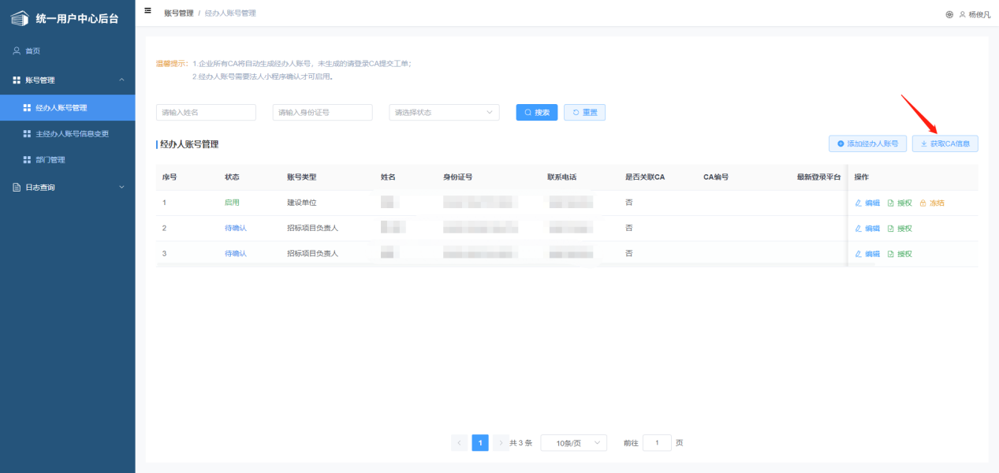 统一用户中心后台
账号管理 / 经办人账号管理
杨俊凡
首页
账号管理
经办人账号管理
主经办人账号信息变更
部门管理
日志查询
温馨提示：1.企业所有CA将自动生成经办人账号，未生成的请登录CA提交工单；
2.经办人账号需要法人小程序确认才可启用。
请输入姓名 请输入身份证号 请选择状态 搜索 重置
经办人账号管理 添加经办人账号 获取CA信息
序号 状态 账号类型 姓名 身份证号 联系电话 是否关联CA CA编号 最新登录平台 操作
1 启用 建设单位 否 编辑 授权 冻结
2 待确认 招标项目负责人 否 编辑 授权
3 待确认 招标项目负责人 否 编辑 授权
1 共 3 条 10条/页 前往 1 页